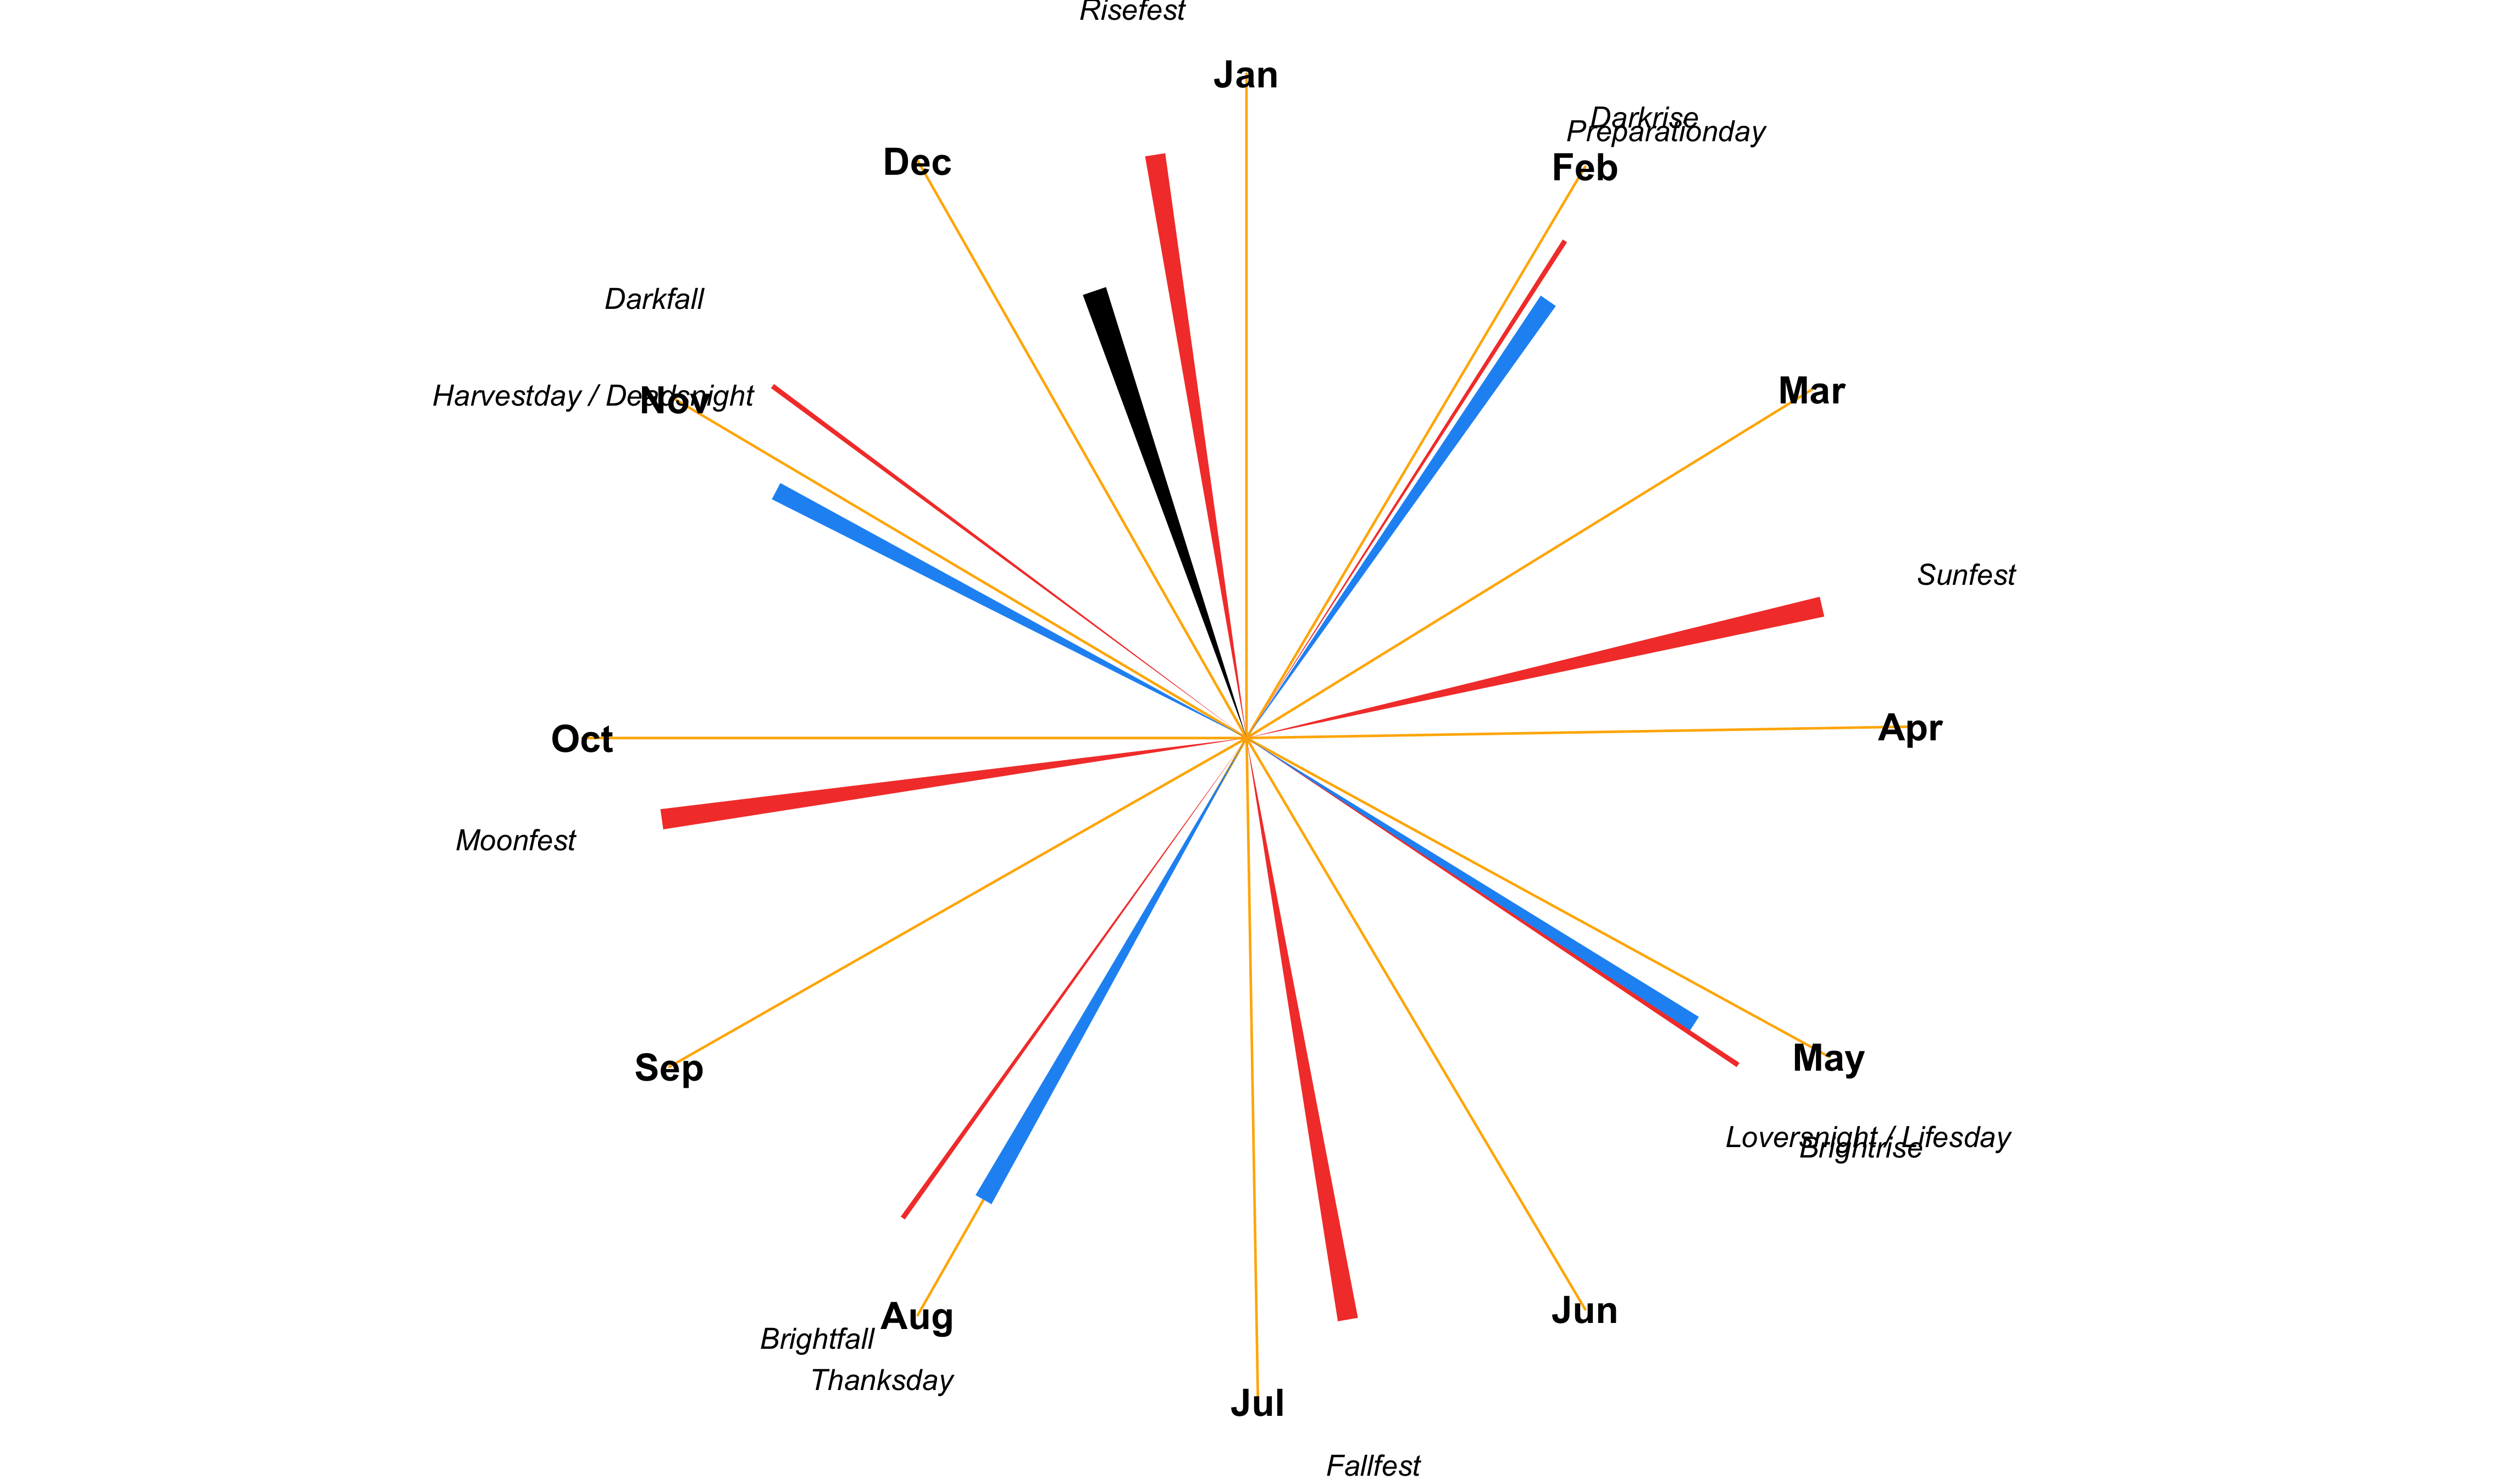 Risefest
Jan
Darkrise
Preparationday
Dec
Feb
Darkfall
Mar
Harvestday / Deadsnight
Nov
Sunfest
Apr
Oct
Moonfest
May
Sep
Loversnight / Lifesday
Brightrise
Jun
Aug
Brightfall
Thanksday
Jul
Fallfest